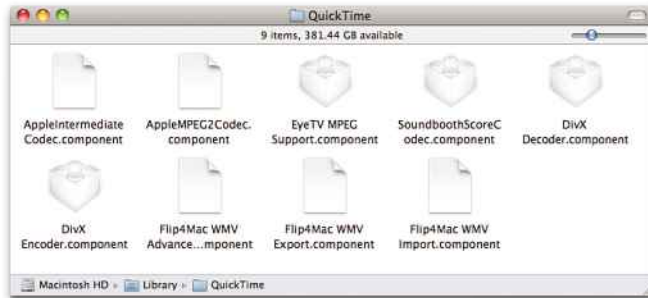 QuickTime
9 items, 381.44 GB available
AppleIntermediate
Codec.component
AppleMPEG2Codec.
component
EyeTV MPEG
Support.component
SoundboothScoreC
odec.component
DivX
Decoder.component
DivX
Encoder.component
Flip4Mac WMV
Advance...mponent
Flip4Mac WMV
Export.component
Flip4Mac WMV
Import.component
Macintosh HD ▸ Library ▸ QuickTime